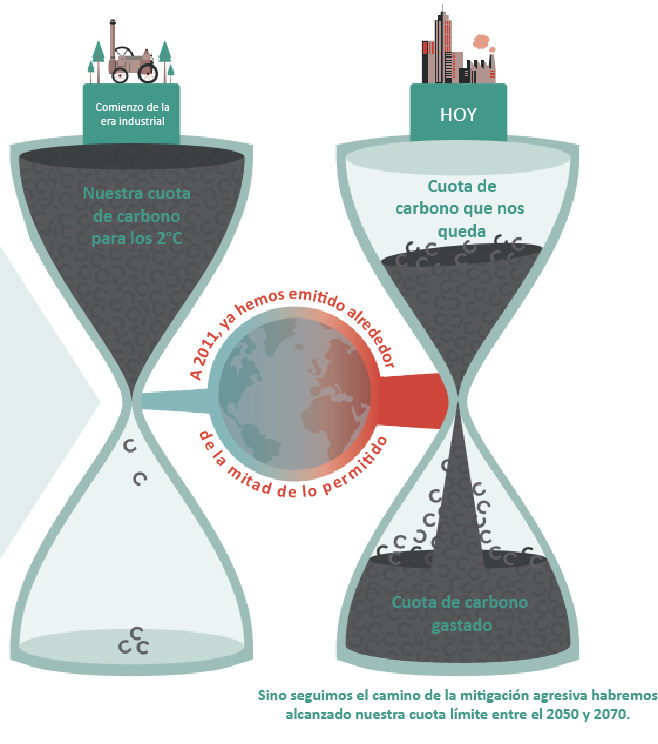 Comienzo de la
era industrial
HOY
Nuestra cuota
de carbono
para los 2°C
Cuota de
carbono que nos
queda
A 2011, ya hemos emitido alrededor
de la mitad de lo permitido
Cuota de carbono
gastado
Sino seguimos el camino de la mitigación agresiva habremos
alcanzado nuestra cuota límite entre el 2050 y 2070.